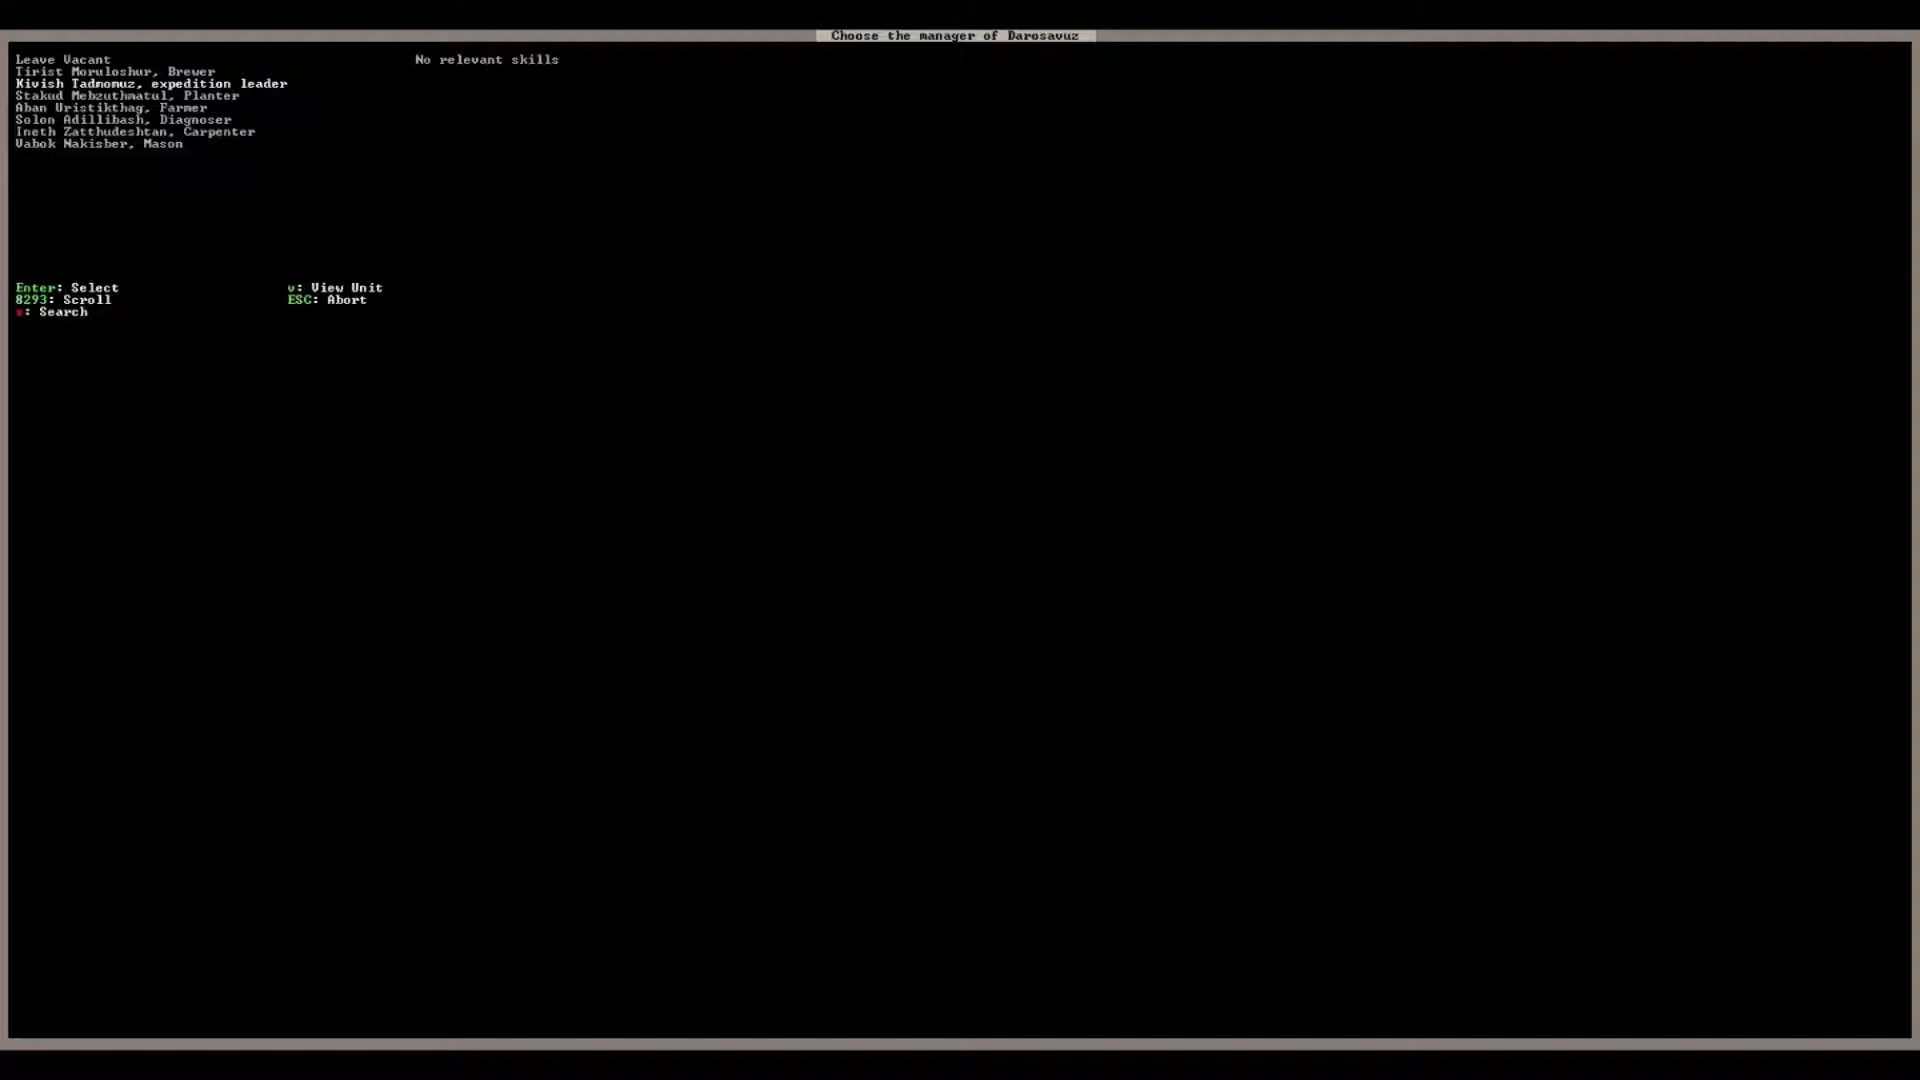 Choose the manager of Darosavuz
Leave Vacant No relevant skills
Tirist Moruloshur, Brewer
Kivish Tadmomuz, expedition leader
Stakud Mebzuthmatul, Planter
Aban Uristikthag, Farmer
Solon Adillibash, Diagnoser
Ineth Zatthudeshtan, Carpenter
Vabok Nakisber, Mason
Enter: Select v: View Unit
8293: Scroll ESC: Abort
s: Search